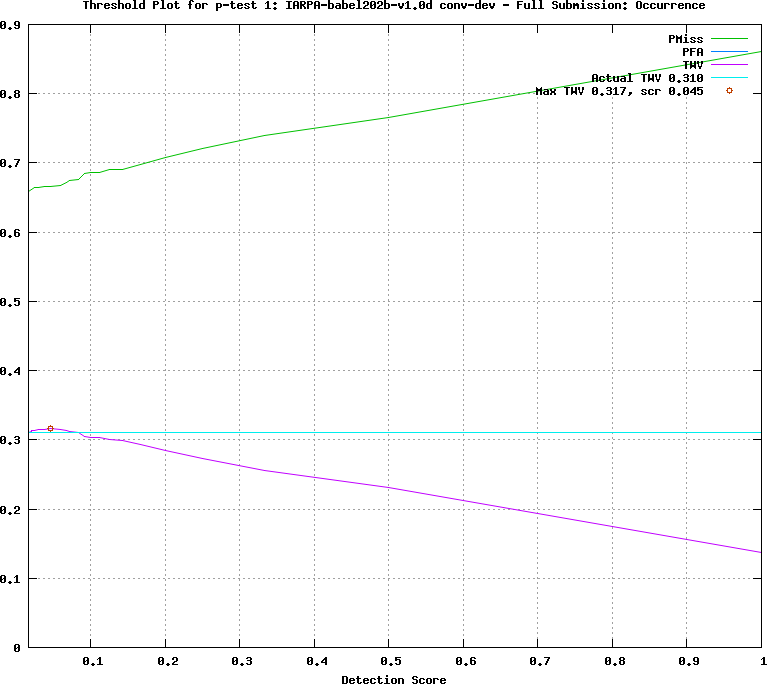 Threshold Plot for p-test 1: IARPA-babel202b-v1.0d conv-dev - Full Submission: Occurrence
0.9
PMiss
PFA
TWV
Actual TWV 0.310
Max TWV 0.317, scr 0.045
0.8
0.7
0.6
0.5
0.4
0.3
0.2
0.1
0
0.1 0.2 0.3 0.4 0.5 0.6 0.7 0.8 0.9 1
Detection Score